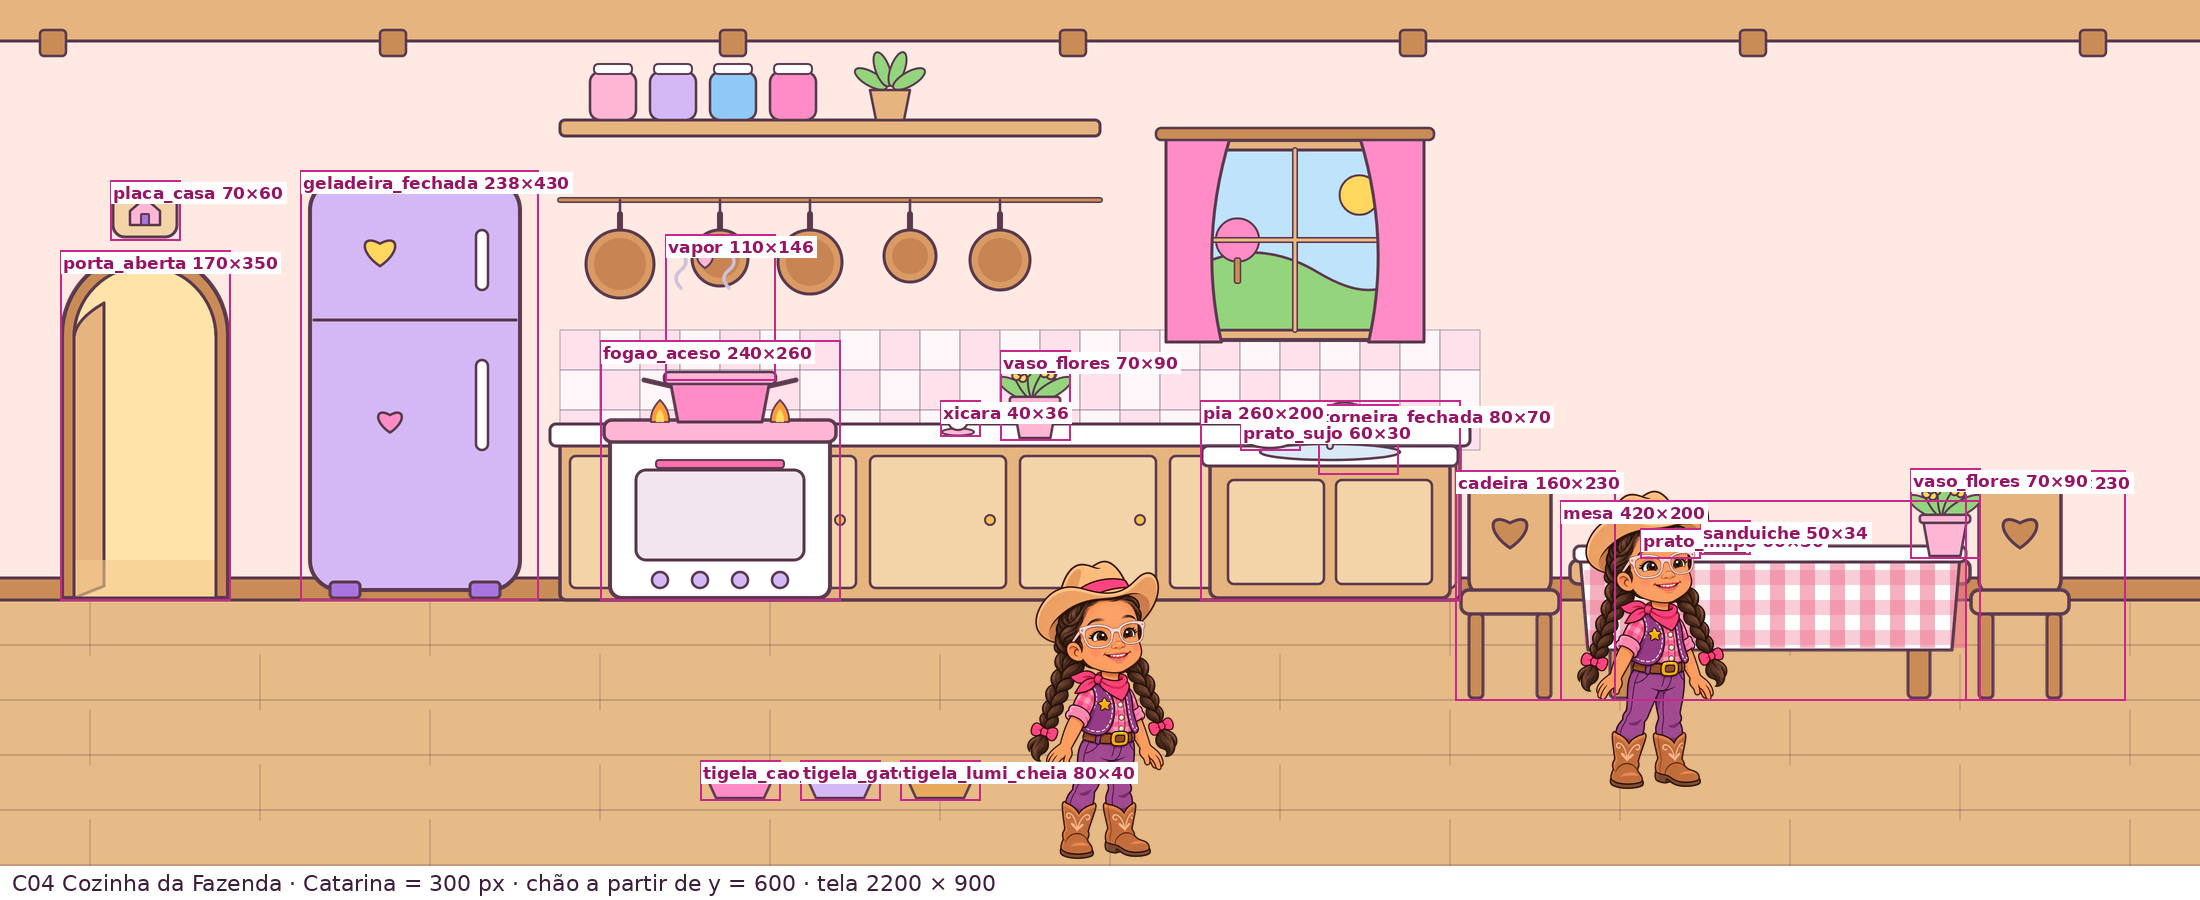 placa_casa 70×60
geladeira_fechada 238×430
porta_aberta 170×350
vapor 110×146
fogao_aceso 240×260
vaso_flores 70×90
xicara 40×36
pia 260×200
orneira_fechada 80×70
prato_sujo 60×30
cadeira 160×230
vaso_flores 70×90
230
mesa 420×200
sanduiche 50×34
prato_
tigela_cao
tigela_gat
tigela_lumi_cheia 80×40
C04 Cozinha da Fazenda · Catarina = 300 px · chão a partir de y = 600 · tela 2200 × 900